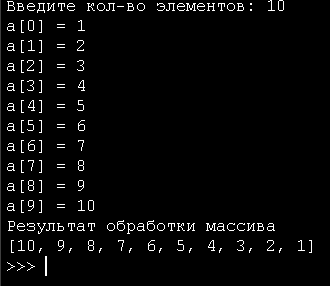 Введите кол-во элементов: 10
a[0] = 1
a[1] = 2
a[2] = 3
a[3] = 4
a[4] = 5
a[5] = 6
a[6] = 7
a[7] = 8
a[8] = 9
a[9] = 10
Результат обработки массива
[10, 9, 8, 7, 6, 5, 4, 3, 2, 1]
>>>